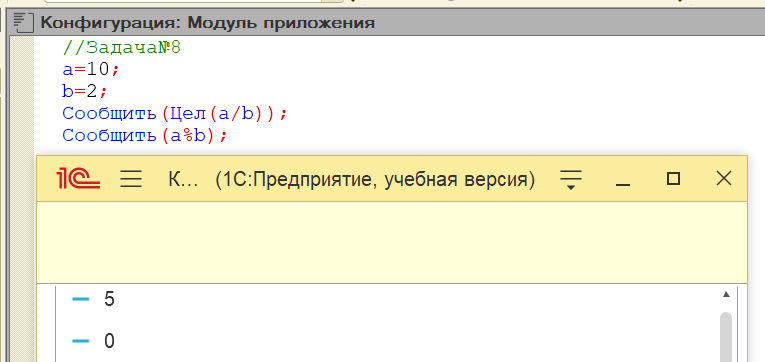 Конфигурация: Модуль приложения
//Задача№8
a=10;
b=2;
Сообщить(Цел(a/b));
Сообщить(a%b);
1С К... (1С:Предприятие, учебная версия)
5
0